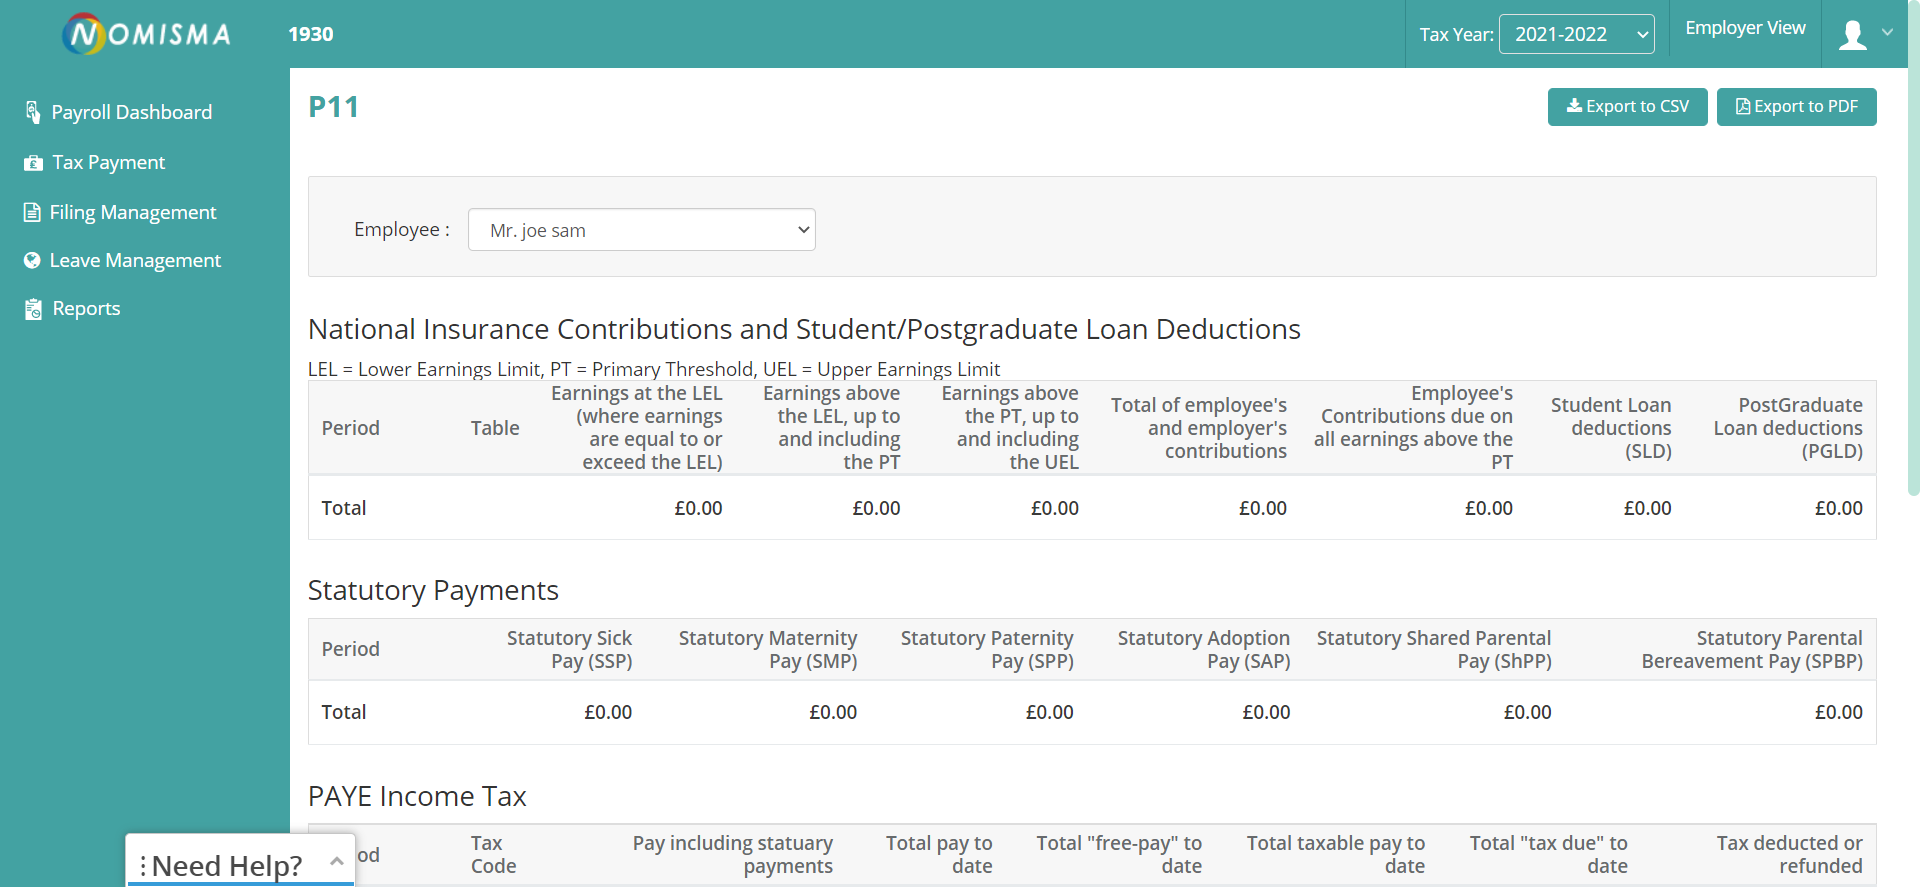 NOMISMA
1930
Tax Year: 2021-2022
Employer View
Payroll Dashboard
Tax Payment
Filing Management
Leave Management
Reports
P11
Export to CSV
Export to PDF
Employee :
Mr. joe sam
National Insurance Contributions and Student/Postgraduate Loan Deductions
LEL = Lower Earnings Limit, PT = Primary Threshold, UEL = Upper Earnings Limit
Period
Table
Earnings at the LEL
(where earnings
are equal to or
exceed the LEL)
Earnings above
the LEL, up to
and including
the PT
Earnings above
the PT, up to
and including
the UEL
Total of employee's
and employer's
contributions
Employee's
Contributions due on
all earnings above the
PT
Student Loan
deductions
(SLD)
PostGraduate
Loan deductions
(PGLD)
Total £0.00 £0.00 £0.00 £0.00 £0.00 £0.00 £0.00
Statutory Payments
Period
Statutory Sick
Pay (SSP)
Statutory Maternity
Pay (SMP)
Statutory Paternity
Pay (SPP)
Statutory Adoption
Pay (SAP)
Statutory Shared Parental
Pay (ShPP)
Statutory Parental
Bereavement Pay (SPBP)
Total £0.00 £0.00 £0.00 £0.00 £0.00 £0.00
PAYE Income Tax
od
Tax
Code
Pay including statuary
payments
Total pay to
date
Total "free-pay" to
date
Total taxable pay to
date
Total "tax due" to
date
Tax deducted or
refunded
Need Help?